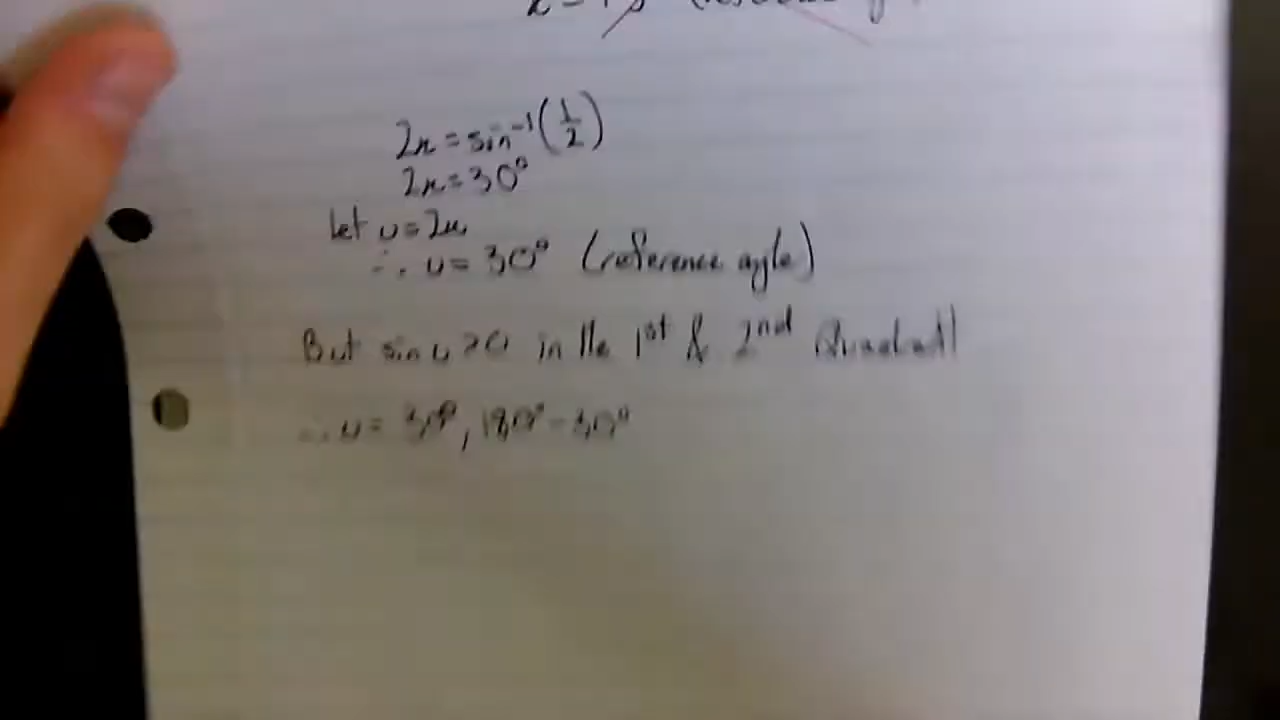 2x = sin⁻¹(1/2)
2x = 30°
Let u = 2x
∴ u = 30° (reference angle)
But sin u > 0 in the 1st & 2nd Quadrant
∴ u = 30°, 180° - 30°